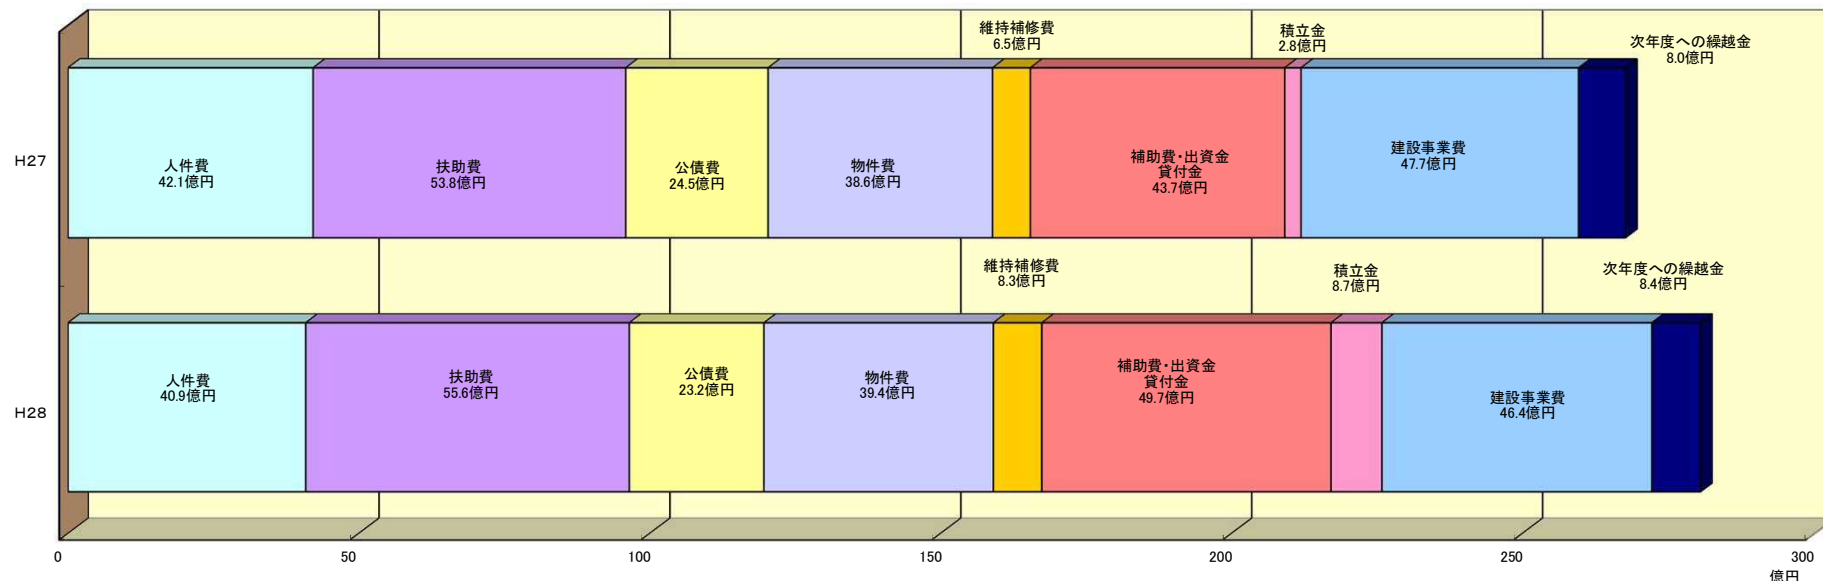 維持補修費
6.5億円
積立金
2.8億円
次年度への繰越金
8.0億円
H27
人件費
42.1億円
扶助費
53.8億円
公債費
24.5億円
物件費
38.6億円
補助費・出資金
貸付金
43.7億円
建設事業費
47.7億円
維持補修費
8.3億円
積立金
8.7億円
次年度への繰越金
8.4億円
H28
人件費
40.9億円
扶助費
55.6億円
公債費
23.2億円
物件費
39.4億円
補助費・出資金
貸付金
49.7億円
建設事業費
46.4億円
0 50 100 150 200 250 300
億円